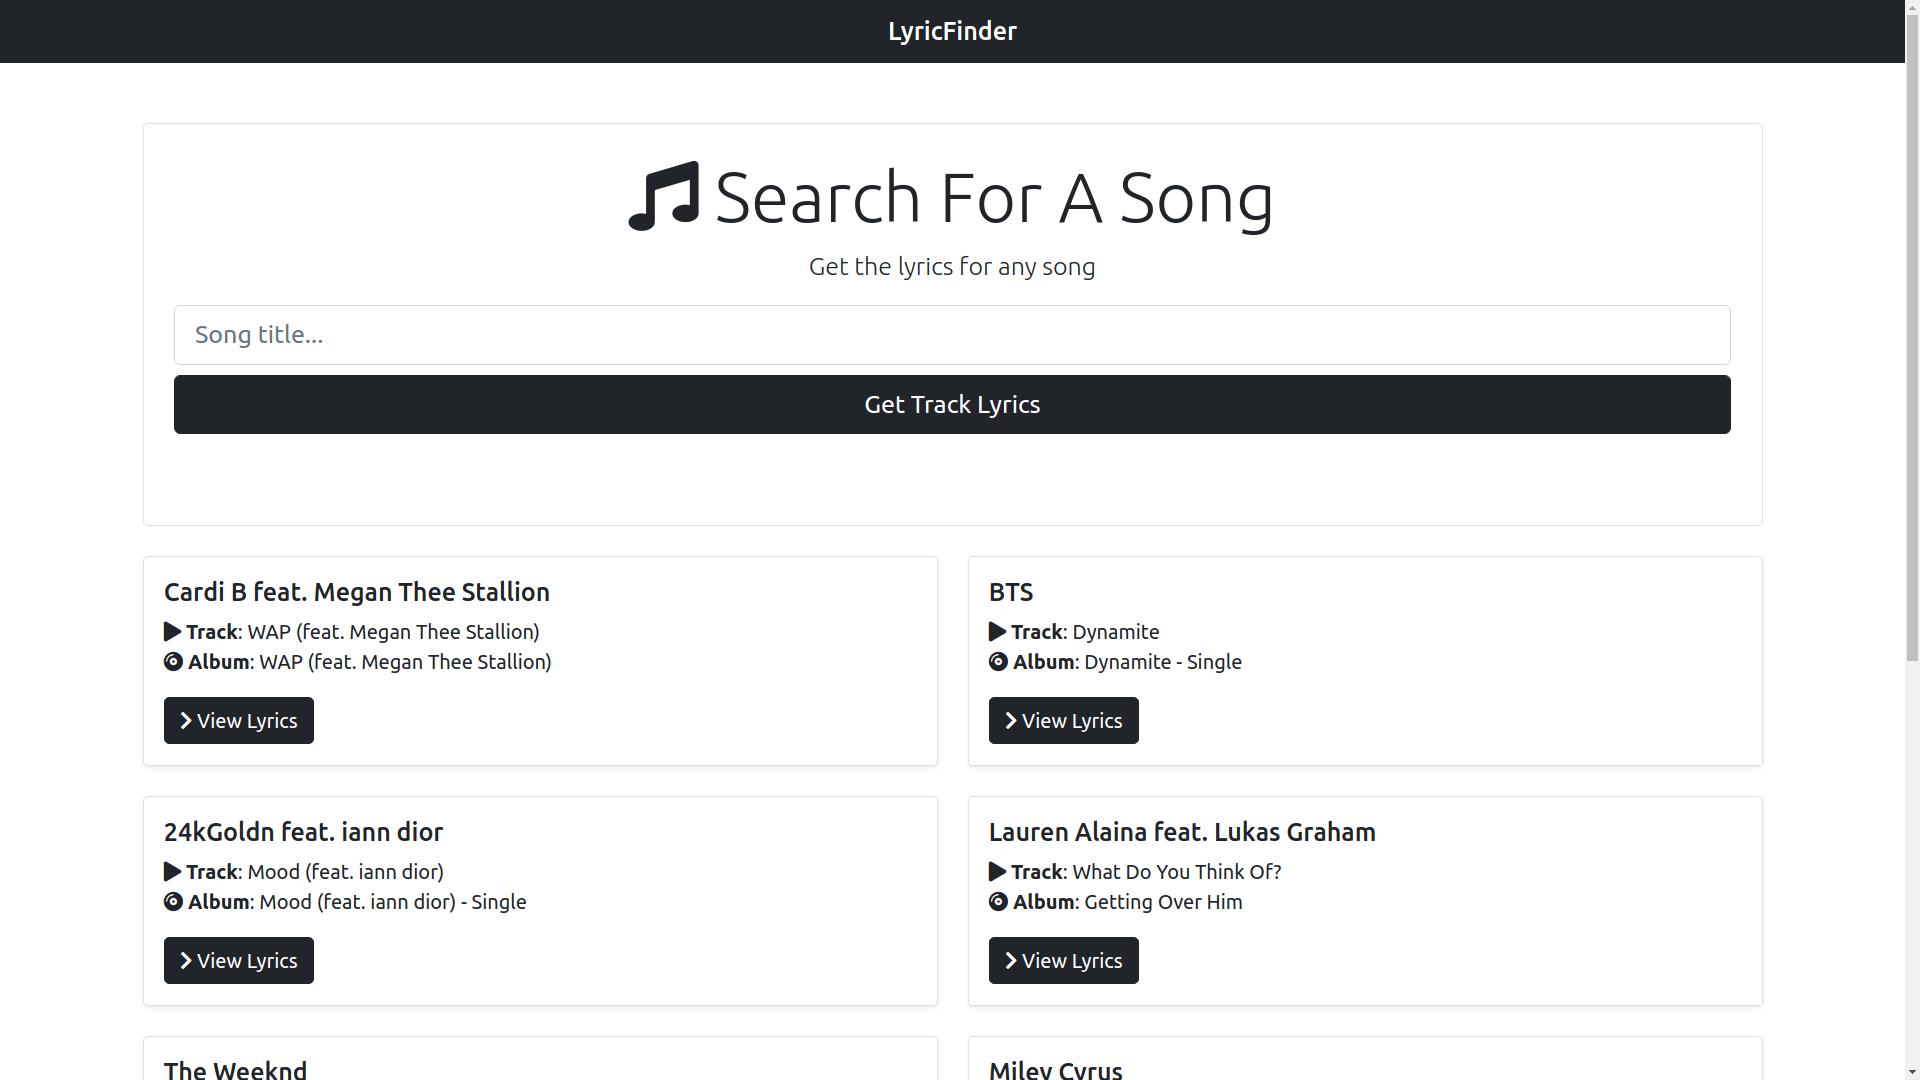 LyricFinder
Search For A Song
Get the lyrics for any song
Song title...
Get Track Lyrics
Cardi B feat. Megan Thee Stallion
Track: WAP (feat. Megan Thee Stallion)
Album: WAP (feat. Megan Thee Stallion)
View Lyrics
BTS
Track: Dynamite
Album: Dynamite - Single
View Lyrics
24kGoldn feat. iann dior
Track: Mood (feat. iann dior)
Album: Mood (feat. iann dior) - Single
View Lyrics
Lauren Alaina feat. Lukas Graham
Track: What Do You Think Of?
Album: Getting Over Him
View Lyrics
The Weeknd
Miley Cyrus